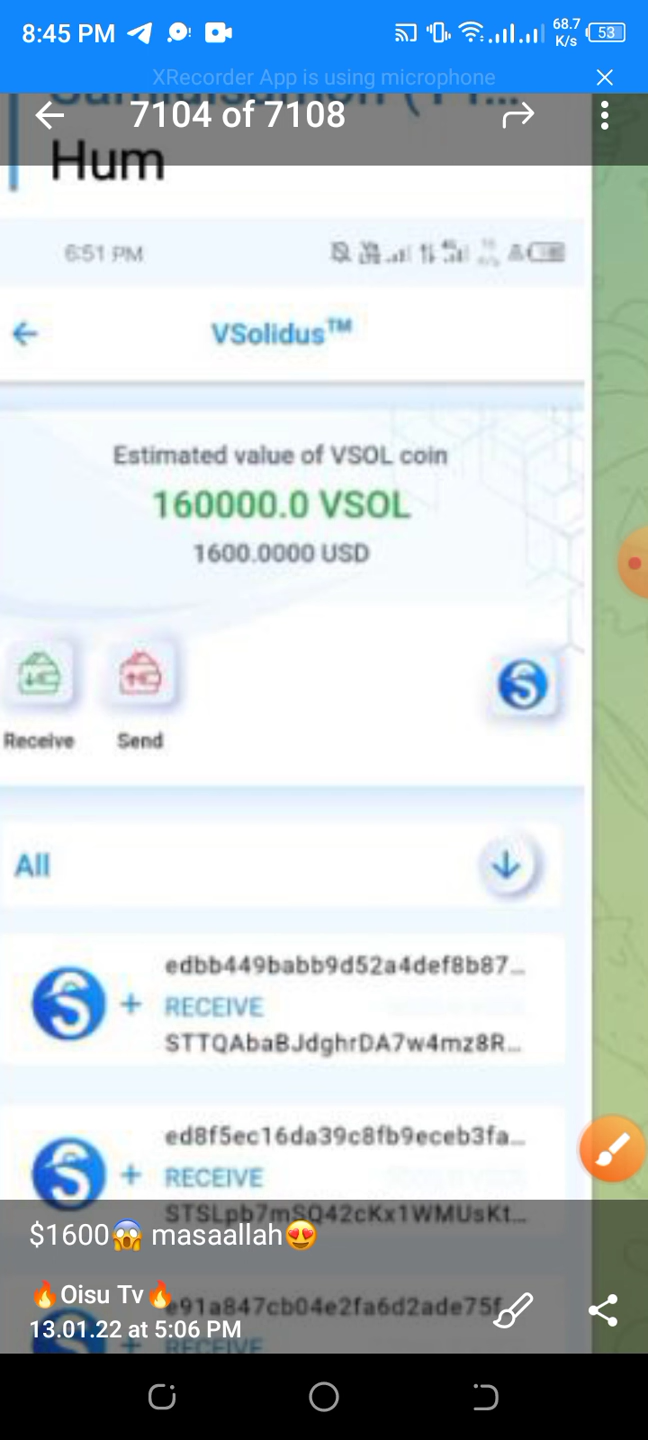 8:45 PM
68.7
K/s
53
XRecorder App is using microphone
7104 of 7108
Hum
6:51 PM
VSolidus™
Estimated value of VSOL coin
160000.0 VSOL
1600.0000 USD
Receive
Send
All
edbb449babb9d52a4def8b87...
RECEIVE
STTQAbaBJdghrDA7w4mz8R...
ed8f5ec16da39c8fb9eceb3fa...
RECEIVE
STSLpb7mSQ42cKx1WMUsKt...
$1600😱 masaallah😍
🔥Oisu Tv🔥
e91a847cb04e2fa6d2ade75f
13.01.22 at 5:06 PM
RECEIVE